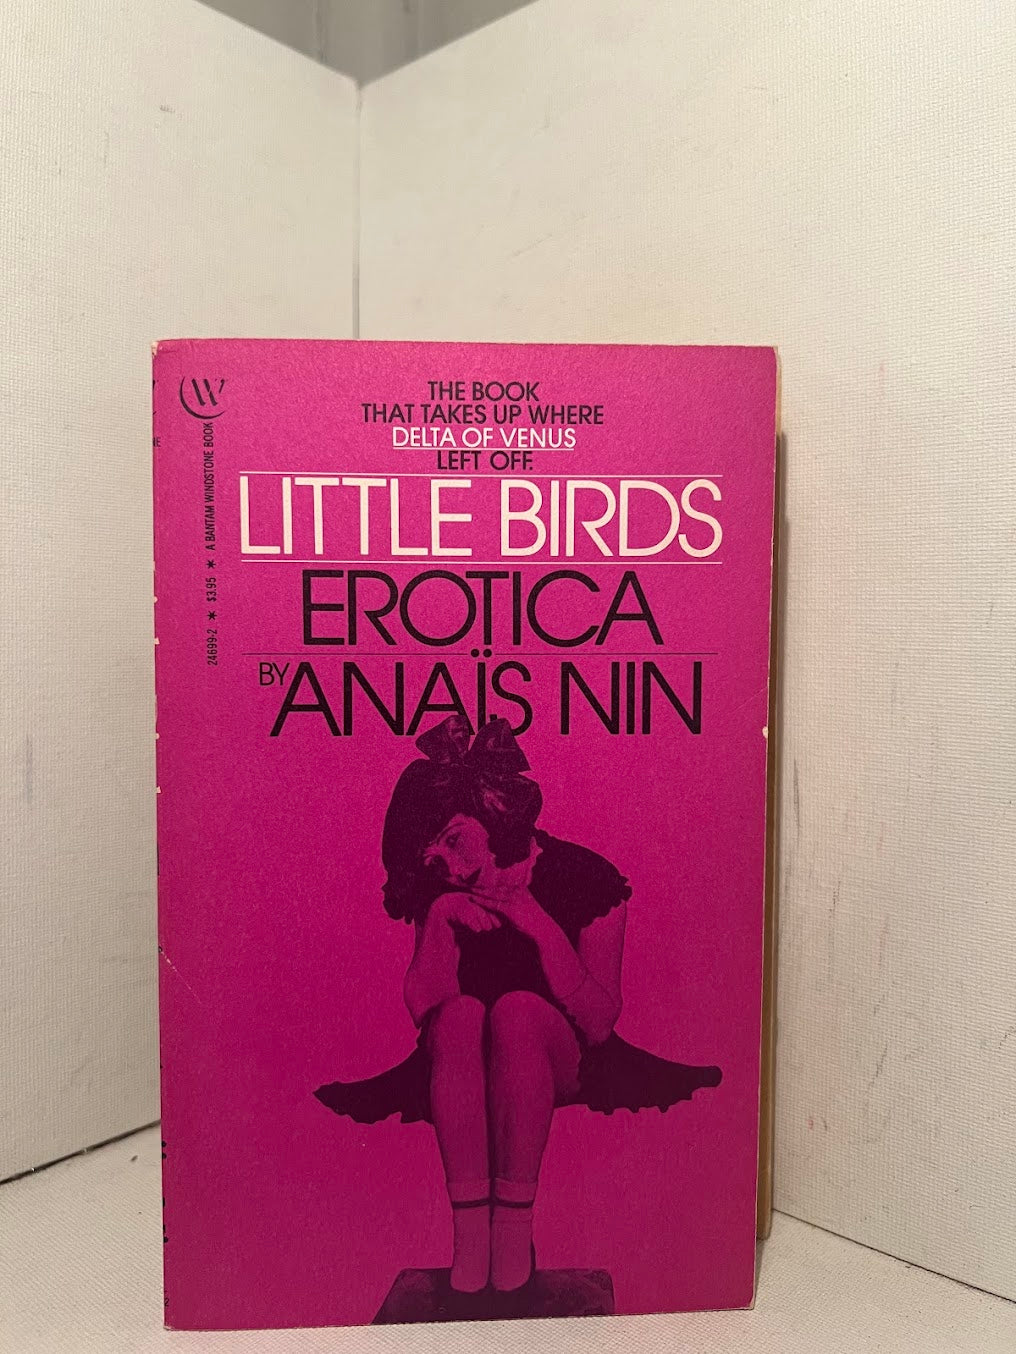 W
THE BOOK
THAT TAKES UP WHERE
DELTA OF VENUS
LEFT OFF.
LITTLE BIRDS
EROTICA
BY ANAÏS NIN
24699-2 * $3.95 * A BANTAM WINDSTONE BOOK